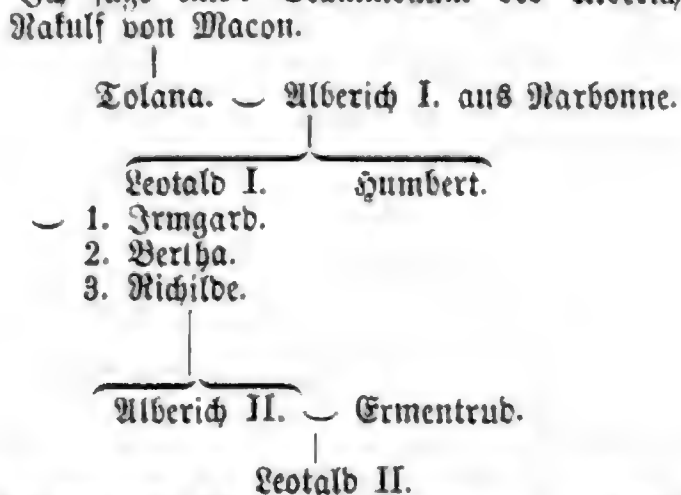 Rakulf von Macon.
Tolana. ⌣ Alberich I. aus Narbonne.
Leotald I. Humbert.
⌣ 1. Irmgard.
2. Bertha.
3. Richilde.
Alberich II. ⌣ Ermentrud.
Leotald II.